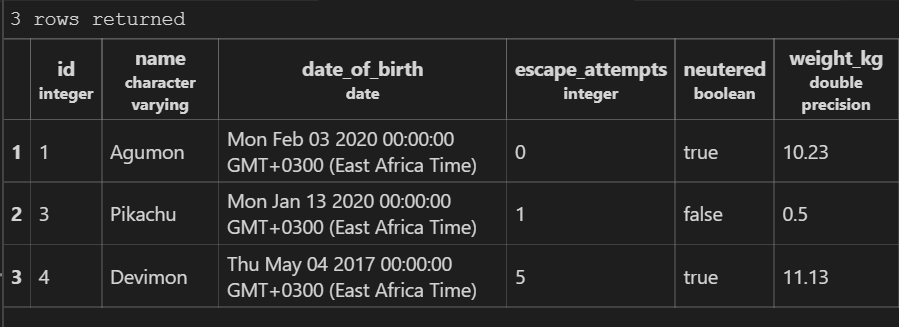 3 rows returned
id integer name character varying date_of_birth date escape_attempts integer neutered boolean weight_kg double precision
1 1 Agumon Mon Feb 03 2020 00:00:00 GMT+0300 (East Africa Time) 0 true 10.23
2 3 Pikachu Mon Jan 13 2020 00:00:00 GMT+0300 (East Africa Time) 1 false 0.5
3 4 Devimon Thu May 04 2017 00:00:00 GMT+0300 (East Africa Time) 5 true 11.13